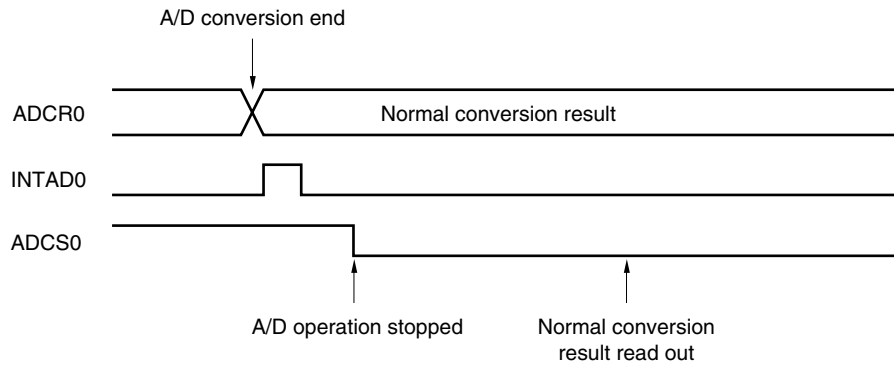 A/D conversion end
ADCR0
Normal conversion result
INTAD0
ADCS0
A/D operation stopped
Normal conversion
result read out